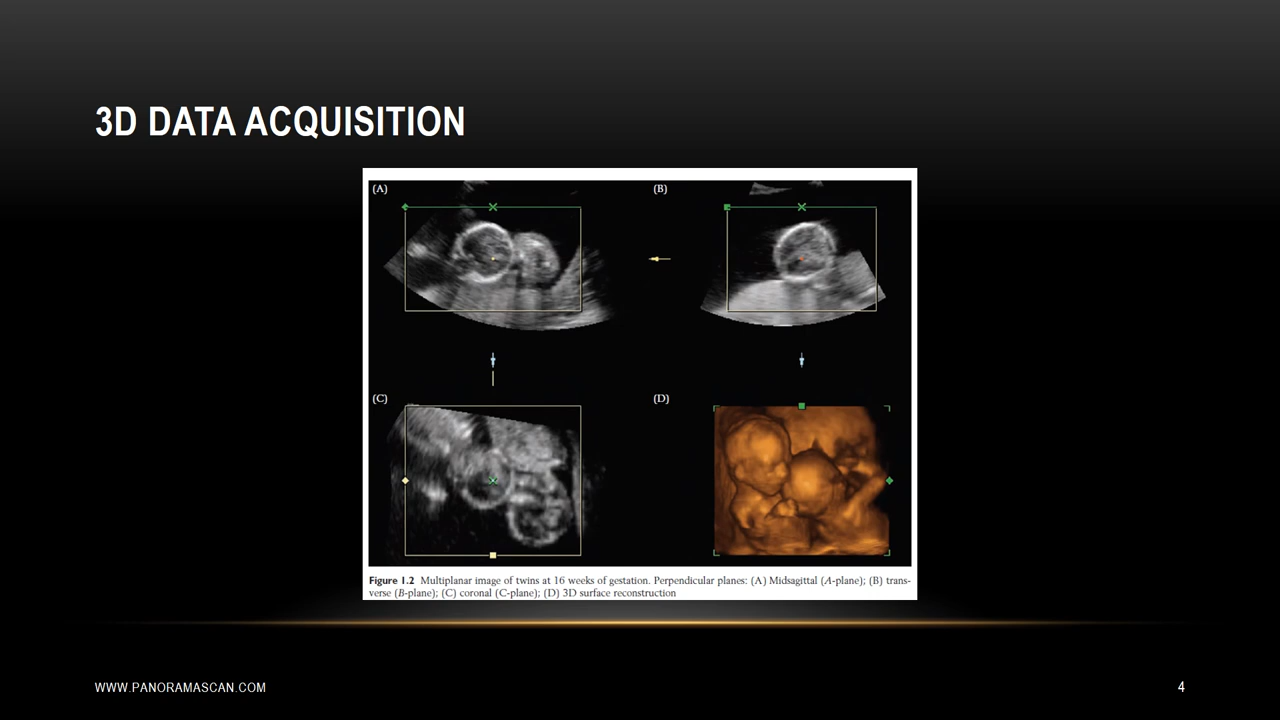 3D DATA ACQUISITION
(A)
(B)
(C)
(D)
Figure 1.2 Multiplanar image of twins at 16 weeks of gestation. Perpendicular planes: (A) Midsagittal (A-plane); (B) trans-
verse (B-plane); (C) coronal (C-plane); (D) 3D surface reconstruction
WWW.PANORAMASCAN.COM
4